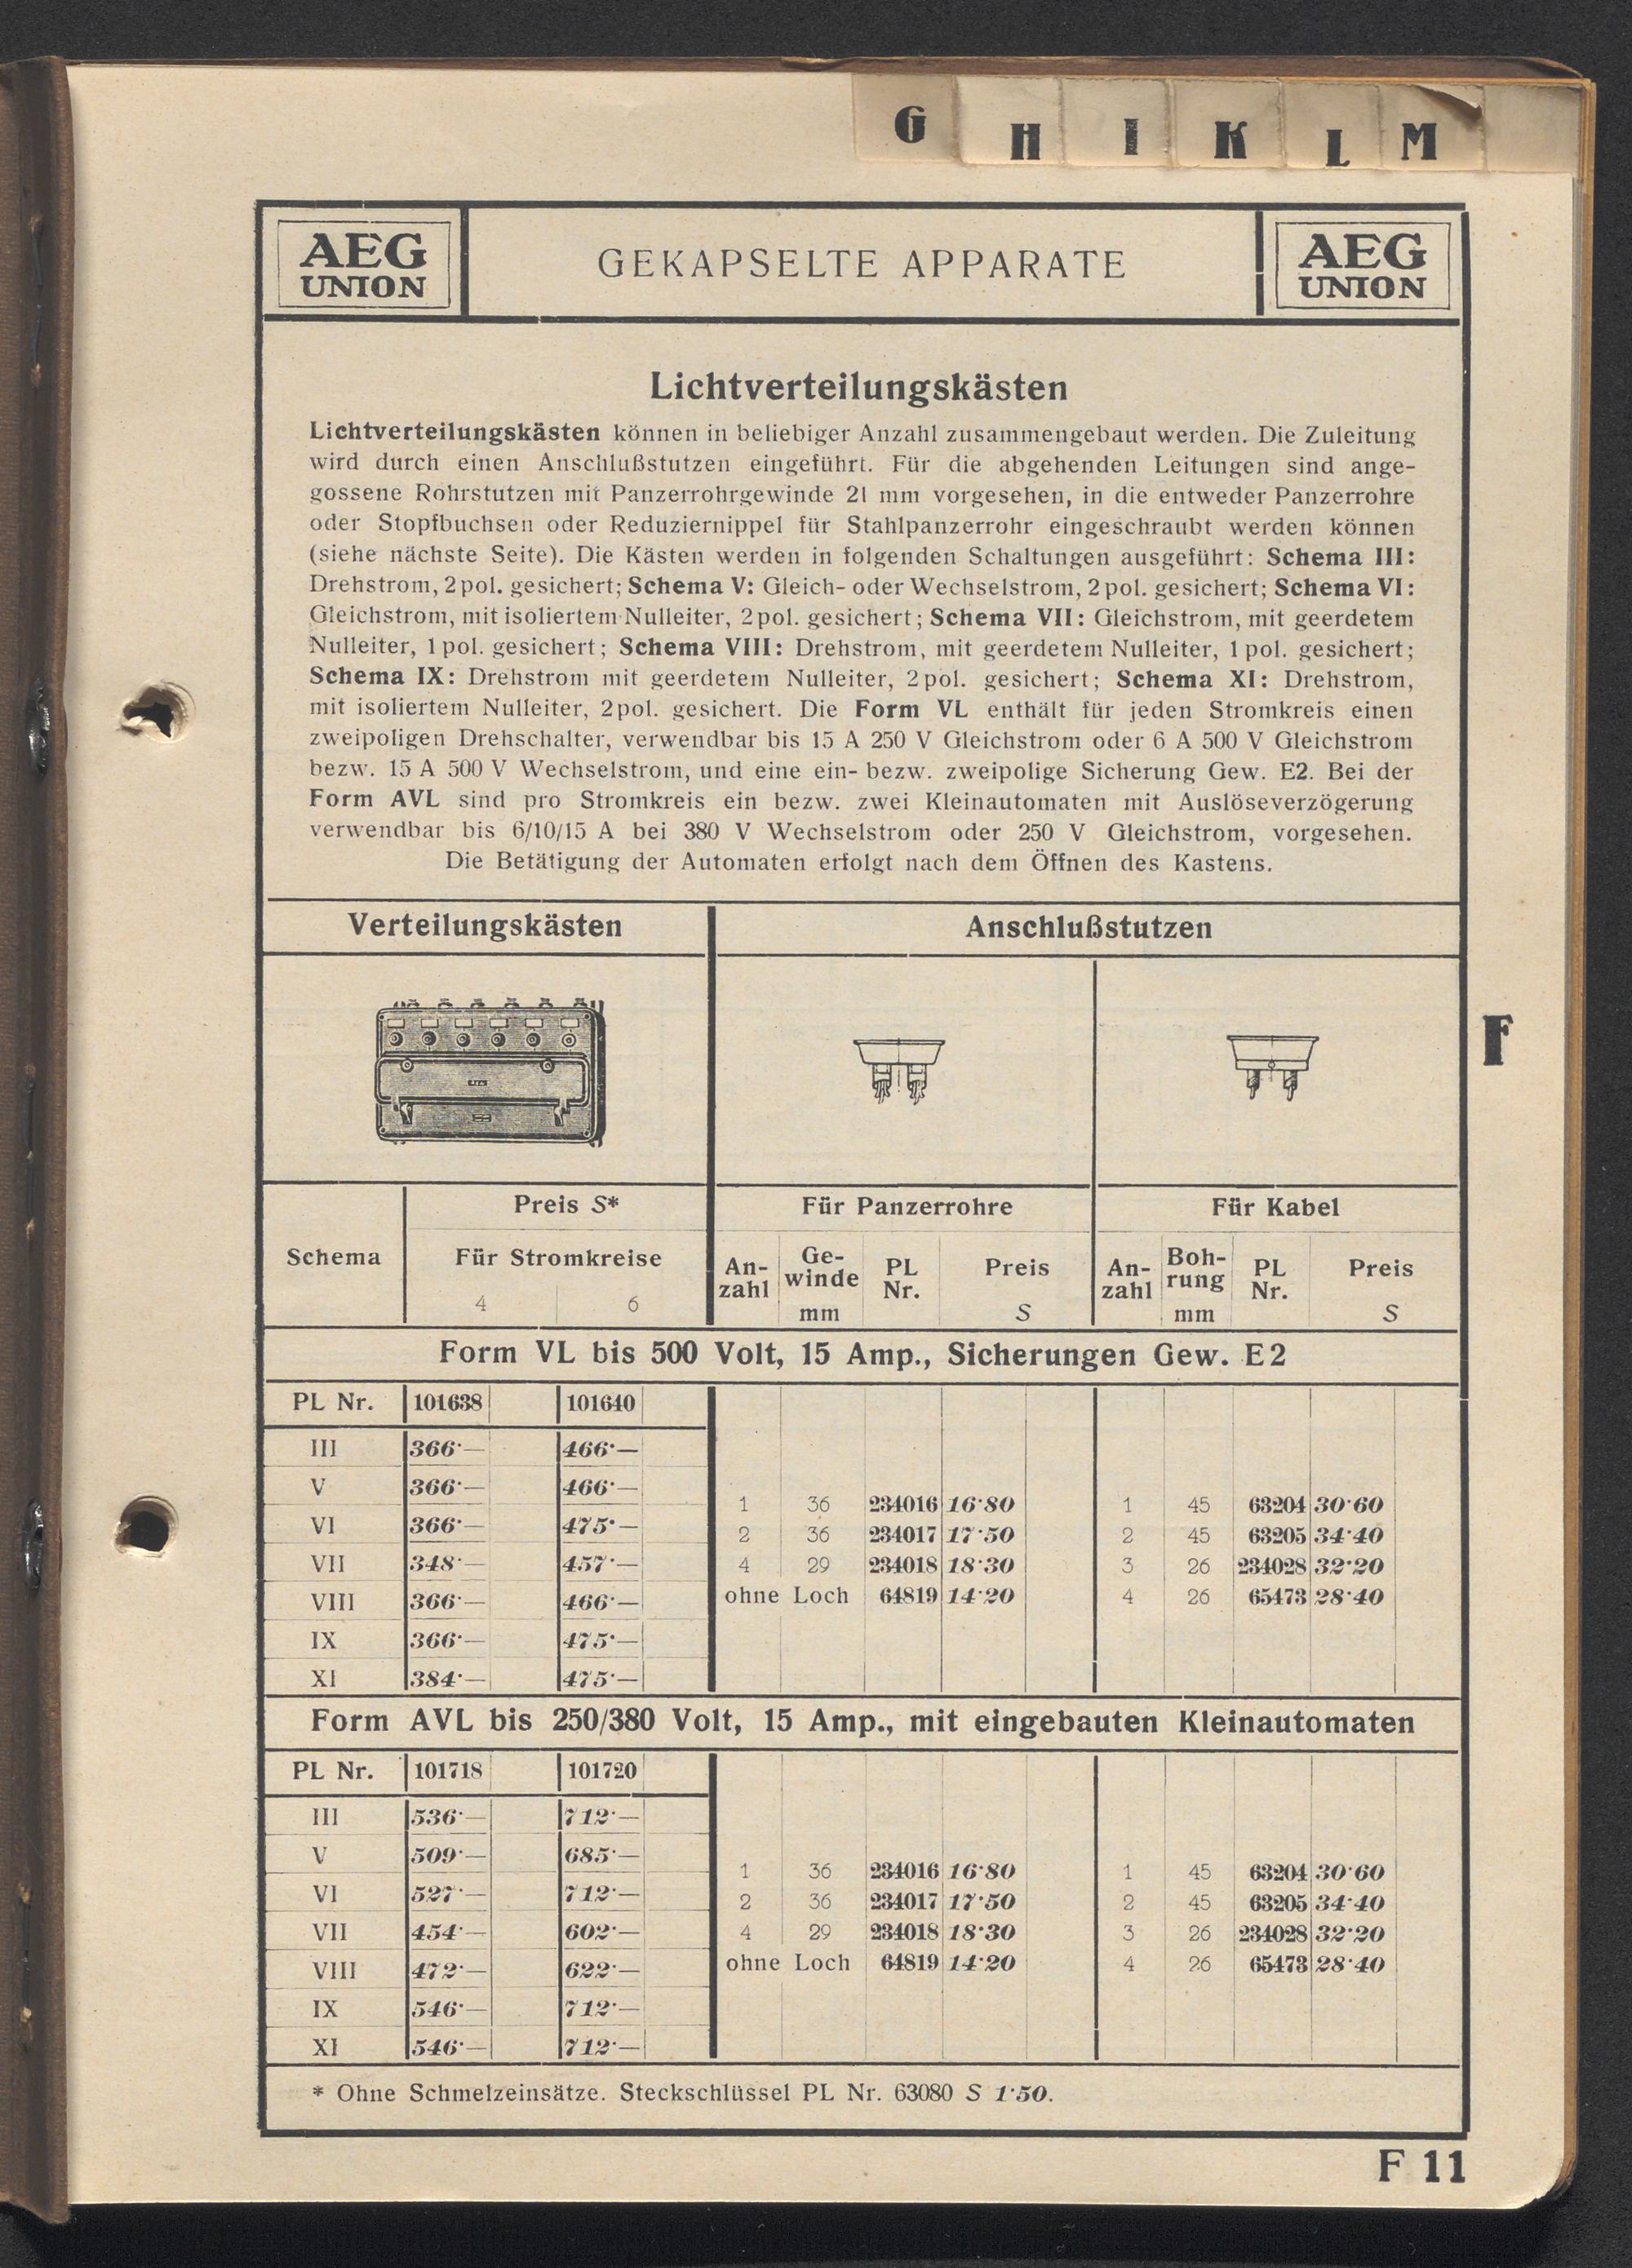 G H I K L M
AEG
UNION
GEKAPSELTE APPARATE
AEG
UNION
Lichtverteilungskästen
Lichtverteilungskästen können in beliebiger Anzahl zusammengebaut werden. Die Zuleitung
wird durch einen Anschlußstutzen eingeführt. Für die abgehenden Leitungen sind ange-
gossene Rohrstutzen mit Panzerrohrgewinde 21 mm vorgesehen, in die entweder Panzerrohre
oder Stopfbuchsen oder Reduziernippel für Stahlpanzerrohr eingeschraubt werden können
(siehe nächste Seite). Die Kästen werden in folgenden Schaltungen ausgeführt: Schema III:
Drehstrom, 2pol. gesichert; Schema V: Gleich- oder Wechselstrom, 2pol. gesichert; Schema VI:
Gleichstrom, mit isoliertem Nulleiter, 2pol. gesichert; Schema VII: Gleichstrom, mit geerdetem
Nulleiter, 1pol. gesichert; Schema VIII: Drehstrom, mit geerdetem Nulleiter, 1pol. gesichert;
Schema IX: Drehstrom mit geerdetem Nulleiter, 2pol. gesichert; Schema XI: Drehstrom,
mit isoliertem Nulleiter, 2pol. gesichert. Die Form VL enthält für jeden Stromkreis einen
zweipoligen Drehschalter, verwendbar bis 15 A 250 V Gleichstrom oder 6 A 500 V Gleichstrom
bezw. 15 A 500 V Wechselstrom, und eine ein- bezw. zweipolige Sicherung Gew. E2. Bei der
Form AVL sind pro Stromkreis ein bezw. zwei Kleinautomaten mit Auslöseverzögerung
verwendbar bis 6/10/15 A bei 380 V Wechselstrom oder 250 V Gleichstrom, vorgesehen.
Die Betätigung der Automaten erfolgt nach dem Öffnen des Kastens.
Verteilungskästen Anschlußstutzen
F
Preis S* Für Panzerrohre Für Kabel
Schema Für Stromkreise An- Ge- PL Preis An- Boh- PL Preis
zahl winde Nr. zahl rung Nr.
4 6 mm S mm S
Form VL bis 500 Volt, 15 Amp., Sicherungen Gew. E2
PL Nr. 101638 101640
III 366·— 466·—
V 366·— 466·—
1 36 234016 16·80 1 45 63204 30·60
VI 366·— 475·—
2 36 234017 17·50 2 45 63205 34·40
VII 348·— 457·—
4 29 234018 18·30 3 26 234028 32·20
VIII 366·— 466·—
ohne Loch 64819 14·20 4 26 65473 28·40
IX 366·— 475·—
XI 384·— 475·—
Form AVL bis 250/380 Volt, 15 Amp., mit eingebauten Kleinautomaten
PL Nr. 101718 101720
III 536·— 712·—
V 509·— 685·—
1 36 234016 16·80 1 45 63204 30·60
VI 527·— 712·—
2 36 234017 17·50 2 45 63205 34·40
VII 454·— 602·—
4 29 234018 18·30 3 26 234028 32·20
VIII 472·— 622·—
ohne Loch 64819 14·20 4 26 65473 28·40
IX 546·— 712·—
XI 546·— 712·—
* Ohne Schmelzeinsätze. Steckschlüssel PL Nr. 63080 S 1·50.
F 11